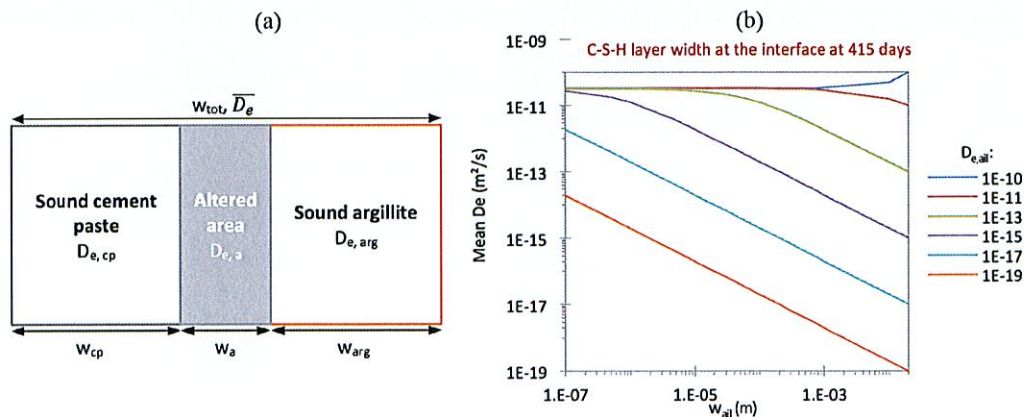 (a)
w_tot, D̅_e
Sound cement
paste
D_e, cp
Altered
area
D_e, a
Sound argillite
D_e, arg
w_cp
w_a
w_arg
(b)
C-S-H layer width at the interface at 415 days
Mean De (m²/s)
1E-09
1E-11
1E-13
1E-15
1E-17
1E-19
1.E-07
1.E-05
1.E-03
w_ail (m)
D_e,ail:
1E-10
1E-11
1E-13
1E-15
1E-17
1E-19